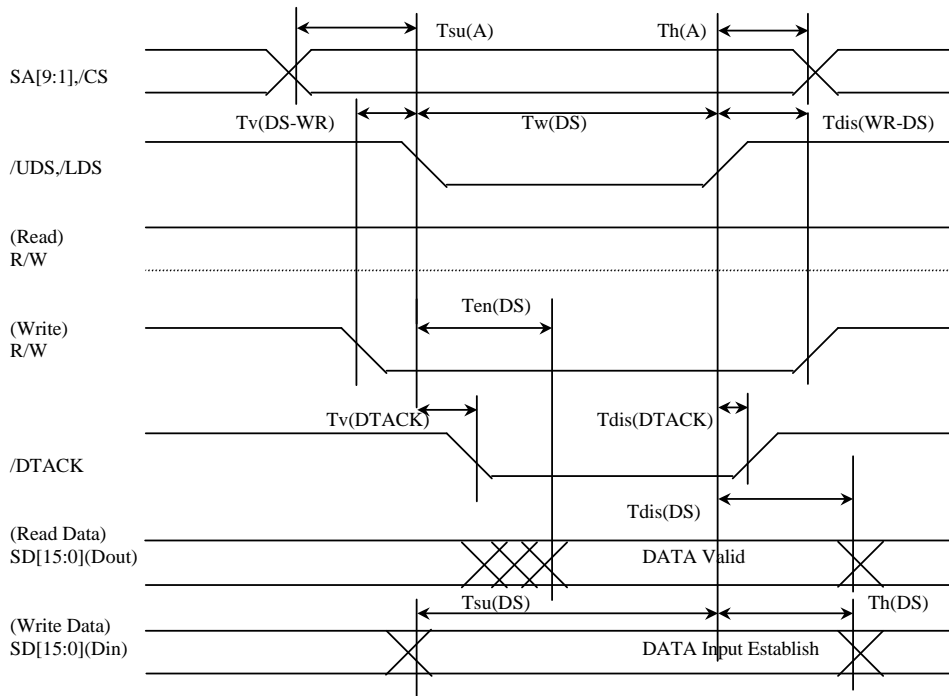 Tsu(A) Th(A)
SA[9:1],/CS
Tv(DS-WR) Tw(DS) Tdis(WR-DS)
/UDS,/LDS
(Read)
R/W
Ten(DS)
(Write)
R/W
Tv(DTACK) Tdis(DTACK)
/DTACK
Tdis(DS)
(Read Data)
SD[15:0](Dout) DATA Valid
Tsu(DS) Th(DS)
(Write Data)
SD[15:0](Din) DATA Input Establish